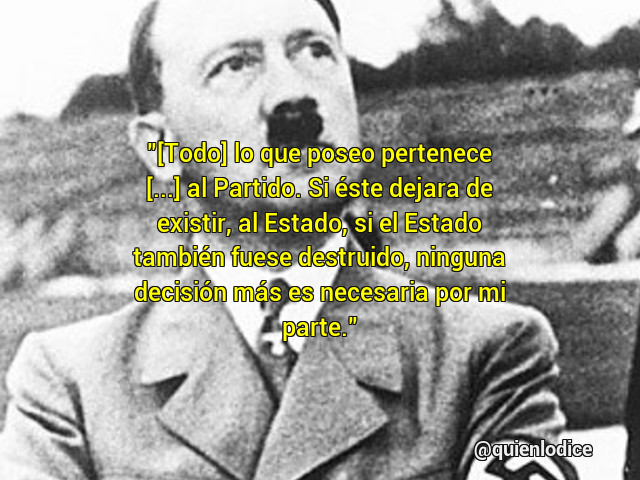 "[Todo] lo que poseo pertenece
[...] al Partido. Si éste dejara de
existir, al Estado, si el Estado
también fuese destruido, ninguna
decisión más es necesaria por mi
parte."
@quienlodice